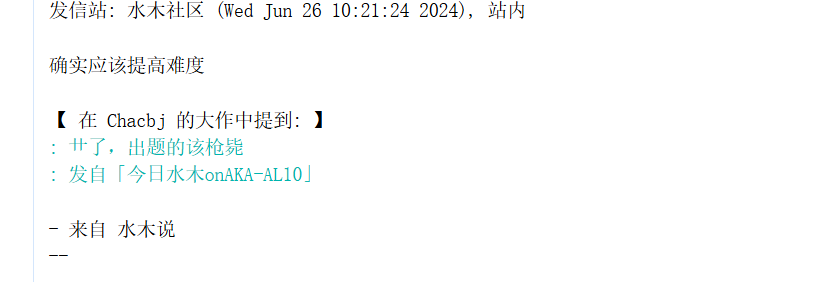 发信站: 水木社区 (Wed Jun 26 10:21:24 2024), 站内
确实应该提高难度
【 在 Chacbj 的大作中提到: 】
: 艹了，出题的该枪毙
: 发自「今日水木onAKA-AL10」
- 来自 水木说
--